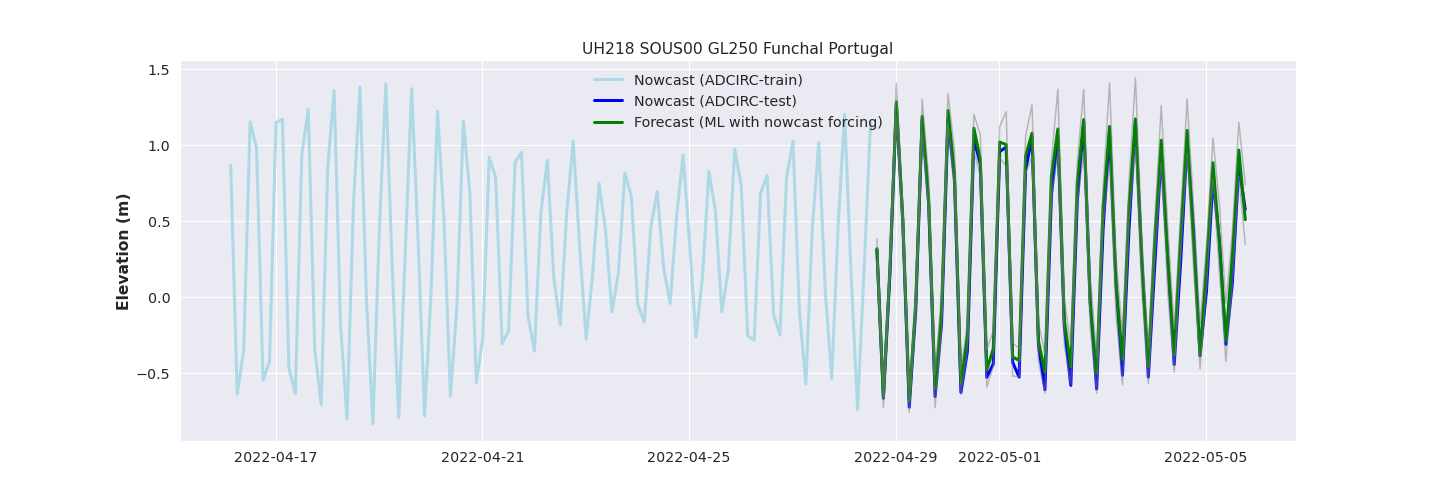 UH218 SOUS00 GL250 Funchal Portugal
Nowcast (ADCIRC-train)
Nowcast (ADCIRC-test)
Forecast (ML with nowcast forcing)
Elevation (m)
1.5
1.0
0.5
0.0
−0.5
2022-04-17 2022-04-21 2022-04-25 2022-04-29 2022-05-01 2022-05-05